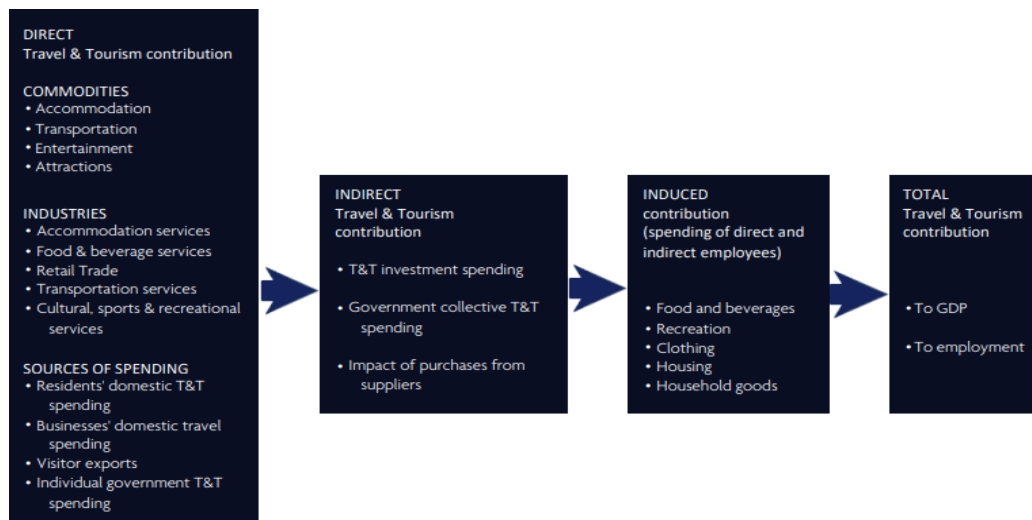 DIRECT
Travel & Tourism contribution
COMMODITIES
• Accommodation
• Transportation
• Entertainment
• Attractions
INDUSTRIES
• Accommodation services
• Food & beverage services
• Retail Trade
• Transportation services
• Cultural, sports & recreational
services
SOURCES OF SPENDING
• Residents' domestic T&T
spending
• Businesses' domestic travel
spending
• Visitor exports
• Individual government T&T
spending
INDIRECT
Travel & Tourism
contribution
• T&T investment spending
• Government collective T&T
spending
• Impact of purchases from
suppliers
INDUCED
contribution
(spending of direct and
indirect employees)
• Food and beverages
• Recreation
• Clothing
• Housing
• Household goods
TOTAL
Travel & Tourism
contribution
• To GDP
• To employment